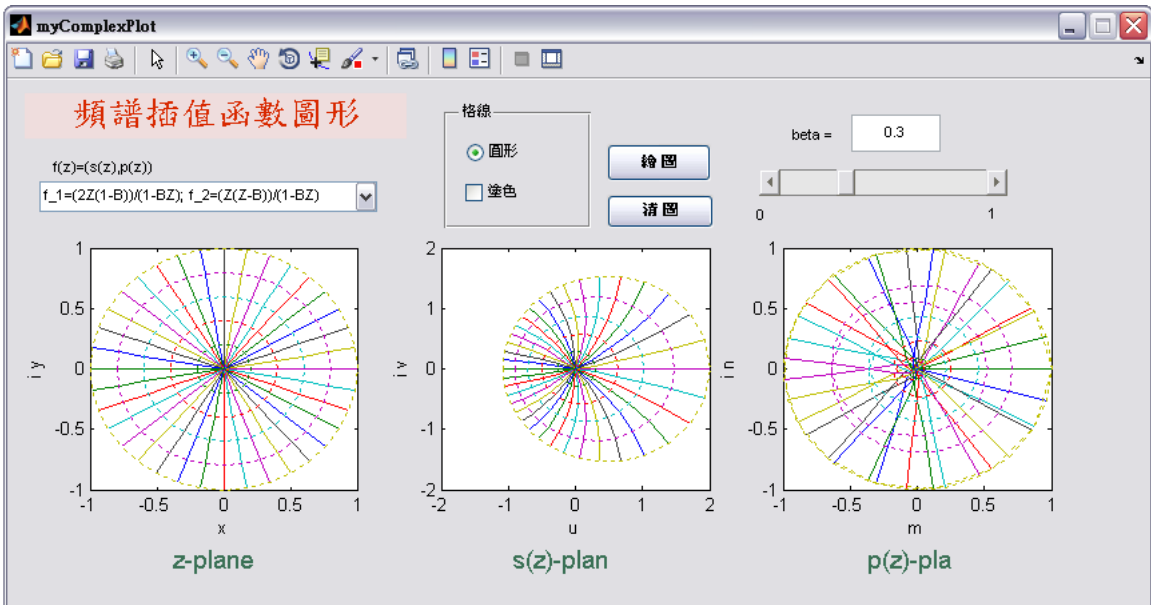 myComplexPlot
頻譜插值函數圖形
f(z)=(s(z),p(z))
f_1=(2Z(1-B))/(1-BZ); f_2=(Z(Z-B))/(1-BZ)
格線
圓形
塗色
繪圖
清圖
beta =
0.3
0
1
1
0.5
0
-0.5
-1
i y
-1
-0.5
0
0.5
1
x
z-plane
2
1
0
-1
-2
i v
-2
-1
0
1
2
u
s(z)-plan
1
0.5
0
-0.5
-1
i n
-1
-0.5
0
0.5
1
m
p(z)-pla